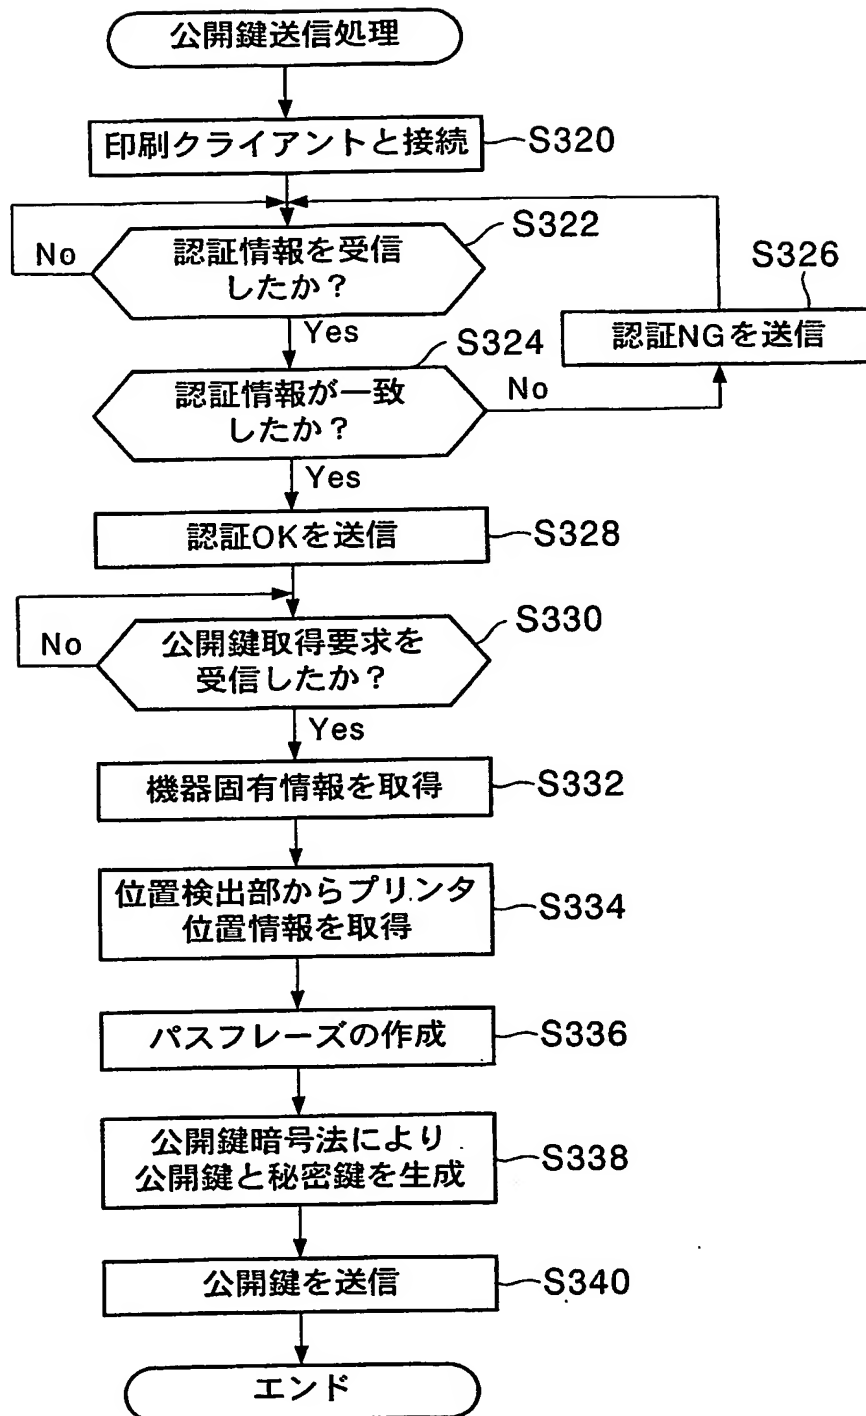 公開鍵送信処理
印刷クライアントと接続
S320
S322
No
認証情報を受信
したか？
S326
Yes
認証NGを送信
S324
認証情報が一致
したか？
No
Yes
認証OKを送信
S328
S330
No
公開鍵取得要求を
受信したか？
Yes
機器固有情報を取得
S332
位置検出部からプリンタ
位置情報を取得
S334
パスフレーズの作成
S336
公開鍵暗号法により
公開鍵と秘密鍵を生成
S338
公開鍵を送信
S340
エンド